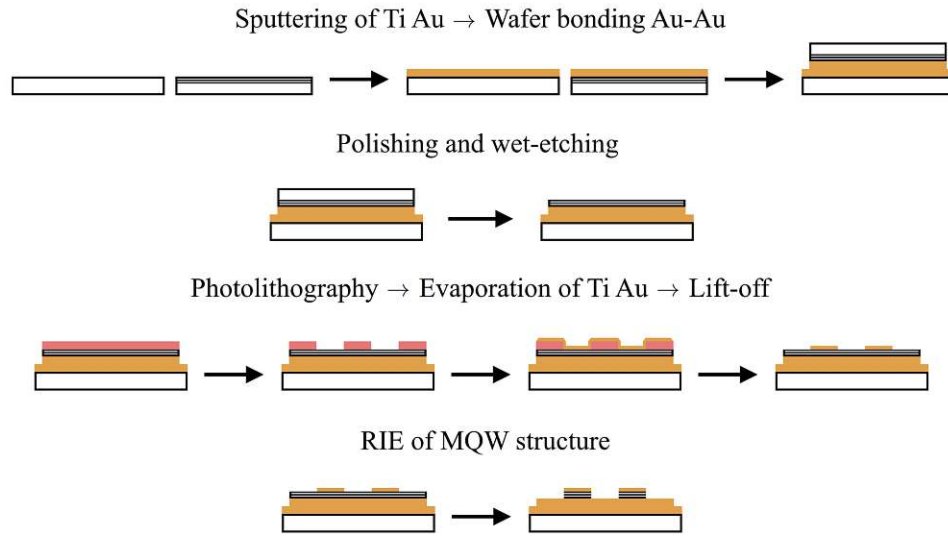 Sputtering of Ti Au → Wafer bonding Au-Au
Polishing and wet-etching
Photolithography → Evaporation of Ti Au → Lift-off
RIE of MQW structure